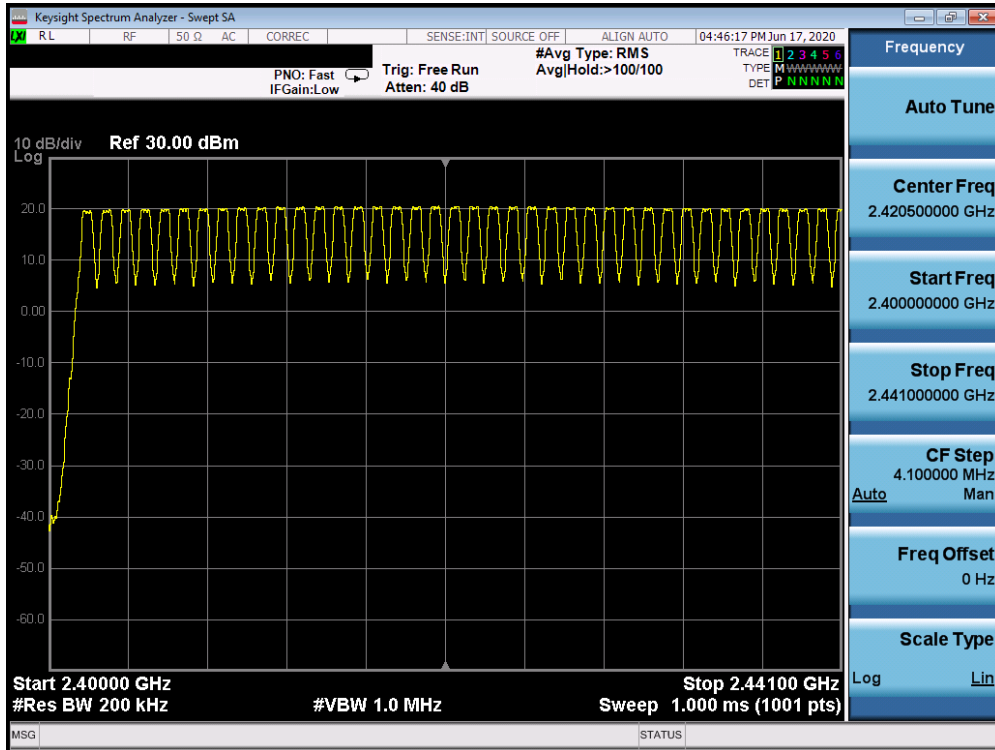 Keysight Spectrum Analyzer - Swept SA
LXI RL RF 50 Ω AC CORREC SENSE:INT SOURCE OFF ALIGN AUTO 04:46:17 PM Jun 17, 2020
PNO: Fast
IFGain:Low
Trig: Free Run
Atten: 40 dB
#Avg Type: RMS
Avg|Hold:>100/100
TRACE 1 2 3 4 5 6
TYPE M WWWWW
DET P N N N N N
10 dB/div
Log
Ref 30.00 dBm
20.0
10.0
0.00
-10.0
-20.0
-30.0
-40.0
-50.0
-60.0
Start 2.40000 GHz
Stop 2.44100 GHz
#Res BW 200 kHz
#VBW 1.0 MHz
Sweep 1.000 ms (1001 pts)
MSG
STATUS
Frequency
Auto Tune
Center Freq
2.420500000 GHz
Start Freq
2.400000000 GHz
Stop Freq
2.441000000 GHz
CF Step
4.100000 MHz
Auto Man
Freq Offset
0 Hz
Scale Type
Log Lin